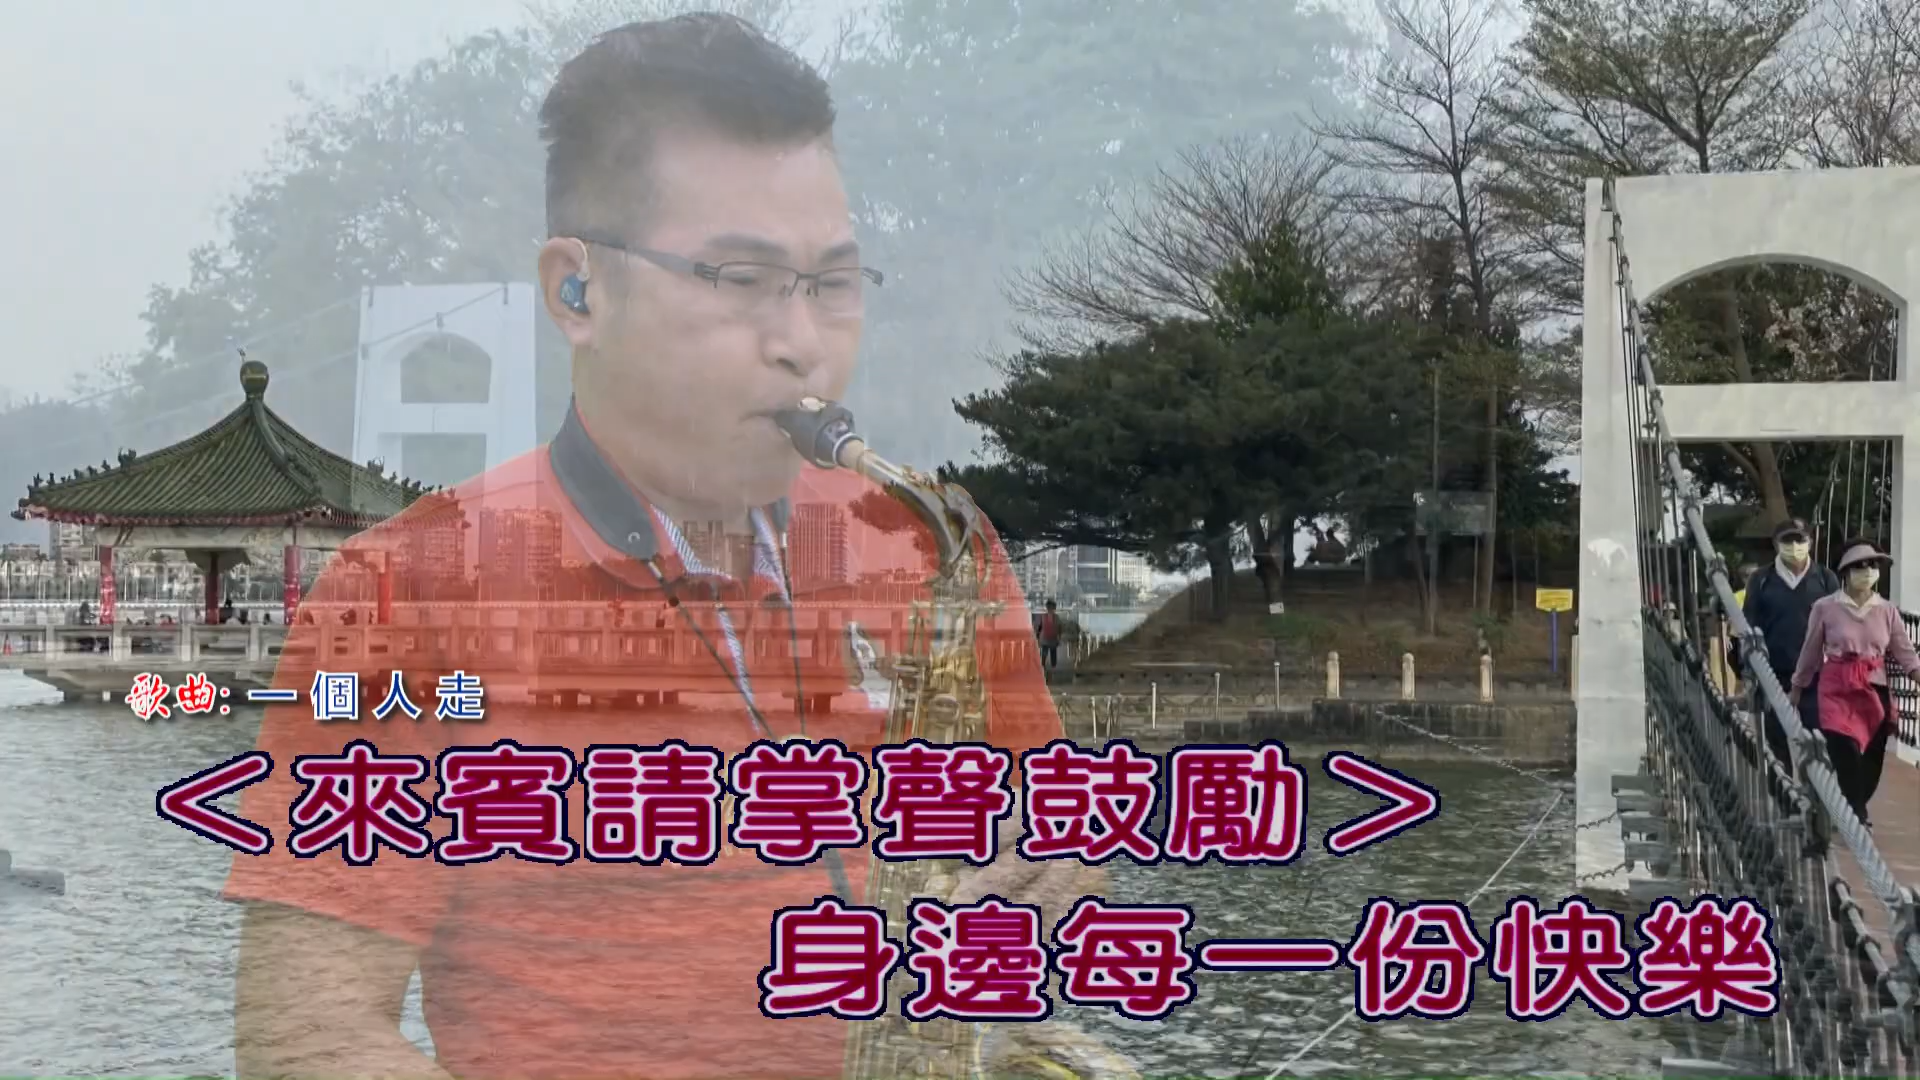 歌曲: 一個人走
＜來賓請掌聲鼓勵＞
身邊每一份快樂